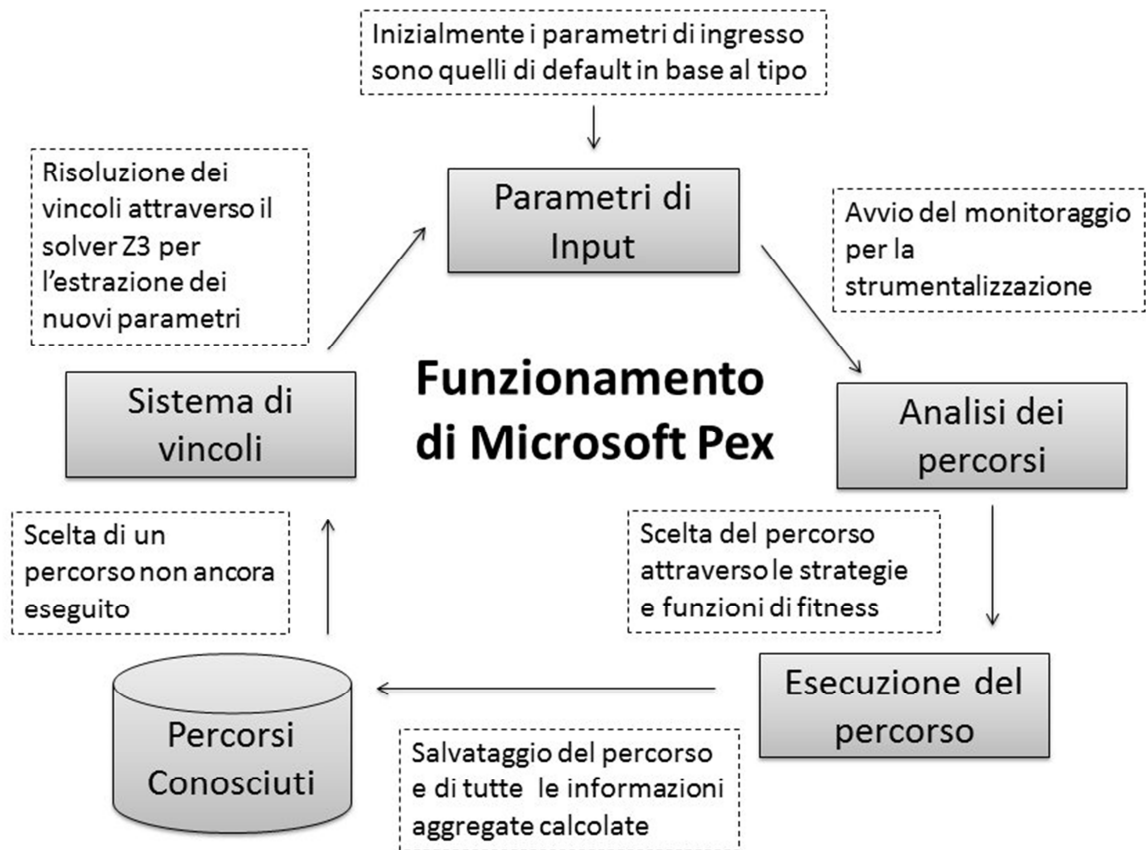 Inizialmente i parametri di ingresso
sono quelli di default in base al tipo
Parametri di
Input
Risoluzione dei
vincoli attraverso il
solver Z3 per
l'estrazione dei
nuovi parametri
Avvio del monitoraggio
per la
strumentalizzazione
Funzionamento
di Microsoft Pex
Sistema di
vincoli
Analisi dei
percorsi
Scelta di un
percorso non ancora
eseguito
Scelta del percorso
attraverso le strategie
e funzioni di fitness
Percorsi
Conosciuti
Esecuzione del
percorso
Salvataggio del percorso
e di tutte le informazioni
aggregate calcolate